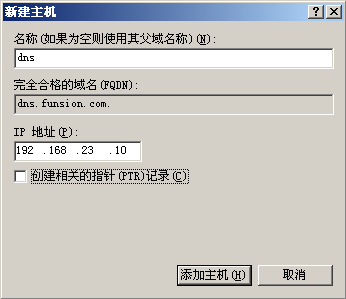 新建主机
名称(如果为空则使用其父域名称)(N):
dns
完全合格的域名(FQDN):
dns.funsion.com.
IP 地址(P):
192 .168 .23 .10
创建相关的指针(PTR)记录(C)
添加主机(H) 取消